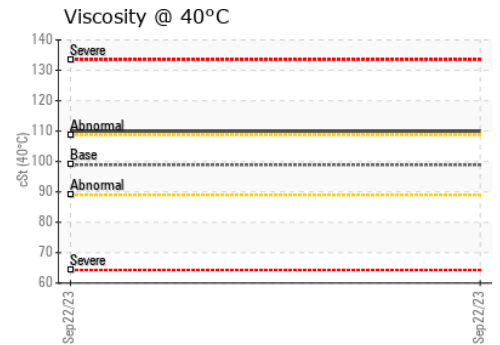 Viscosity @ 40°C
140
130
120
110
100
90
80
70
60
cSt (40°C)
Severe
Abnormal
Base
Abnormal
Severe
Sep22/23
Sep22/23